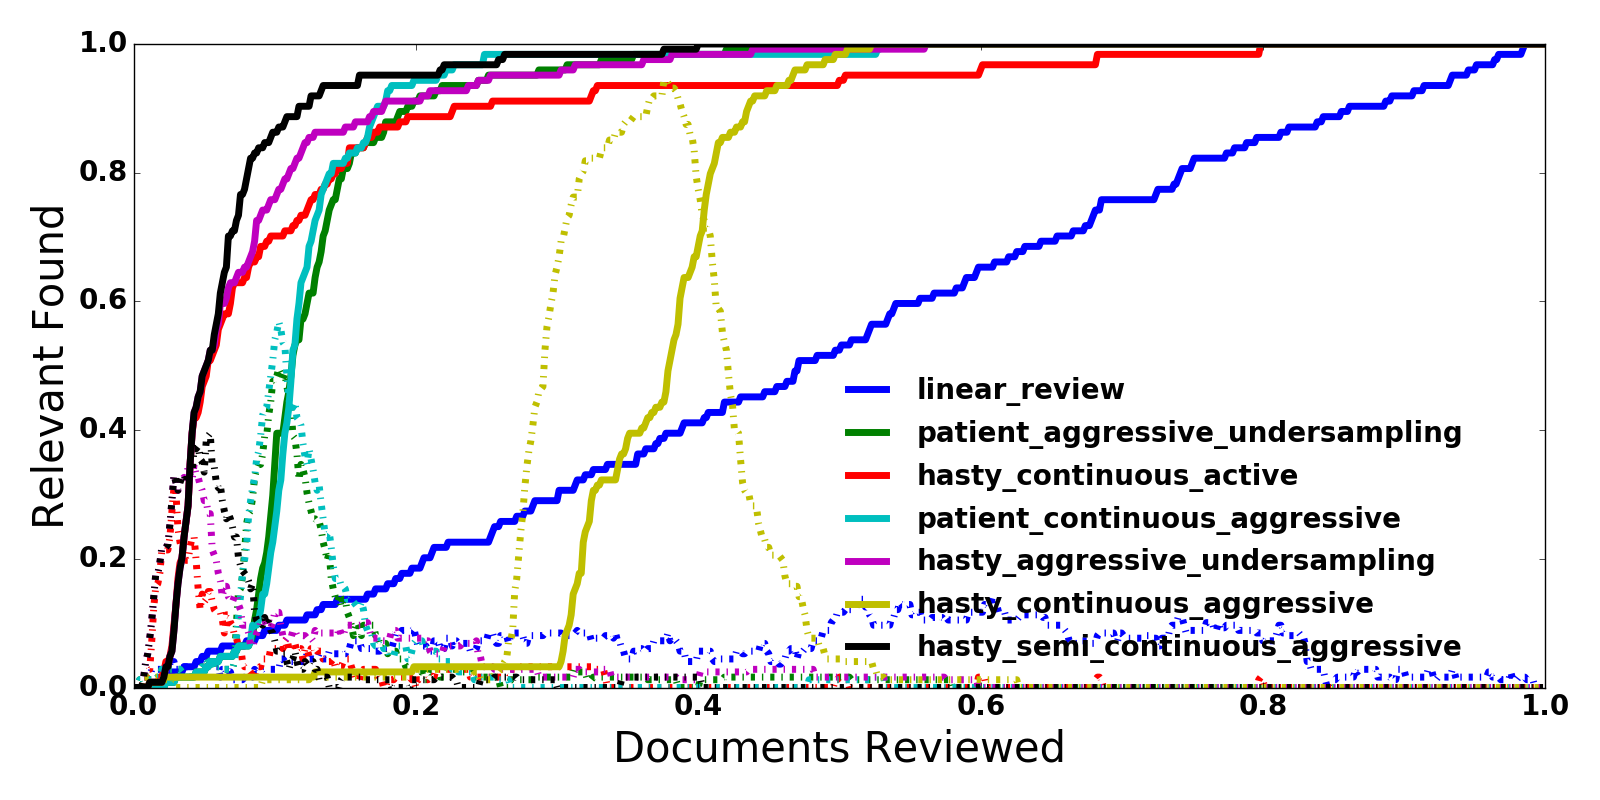 1.0
0.8
0.6
0.4
0.2
0.0
Relevant Found
linear_review
patient_aggressive_undersampling
hasty_continuous_active
patient_continuous_aggressive
hasty_aggressive_undersampling
hasty_continuous_aggressive
hasty_semi_continuous_aggressive
0.0 0.2 0.4 0.6 0.8 1.0
Documents Reviewed